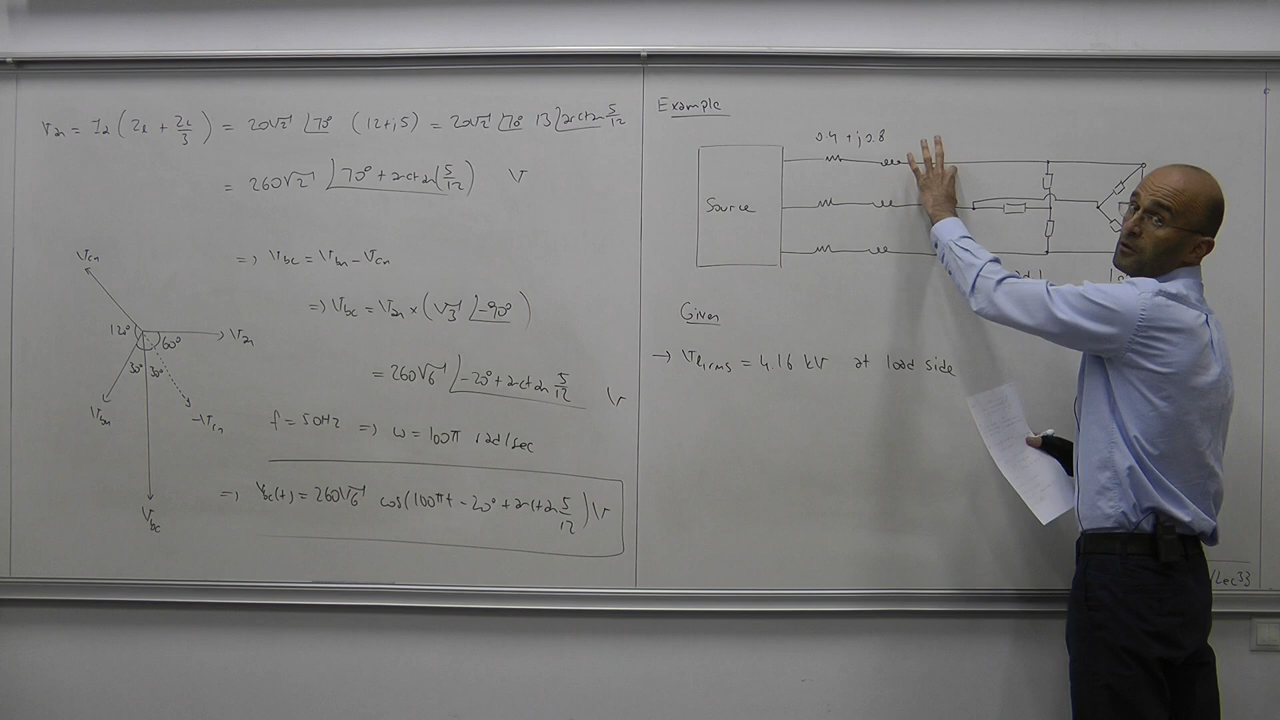 Van = Ia (Zl + ZL/3) = 20√2 ∠70° (12+j5) = 20√2 ∠70° 13 ∠arctan 5/12
= 260√2 ∠70° + arctan(5/12) V
⇒ Vbc = Vbn - Vcn
⇒ Vbc = Van × (√3 ∠-90°)
= 260√6 ∠-20° + arctan 5/12 V
f = 50Hz ⇒ ω = 100π rad/sec
⇒ Vbc(t) = 260√6 cos(100πt - 20° + arctan 5/12) V
Vcn
120°
60°
Van
30°
30°
Vbn
-Vcn
Vbc
Example
0.4 + j0.8
Source
Given
→ Vl,rms = 4.16 kV at load side
/Lec33